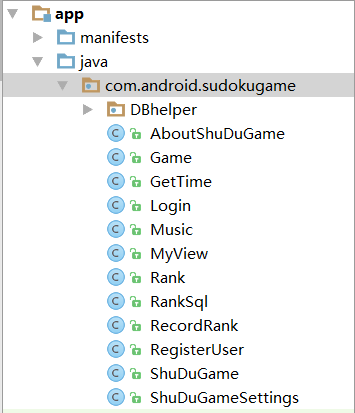 app
manifests
java
com.android.sudokugame
DBhelper
AboutShuDuGame
Game
GetTime
Login
Music
MyView
Rank
RankSql
RecordRank
RegisterUser
ShuDuGame
ShuDuGameSettings